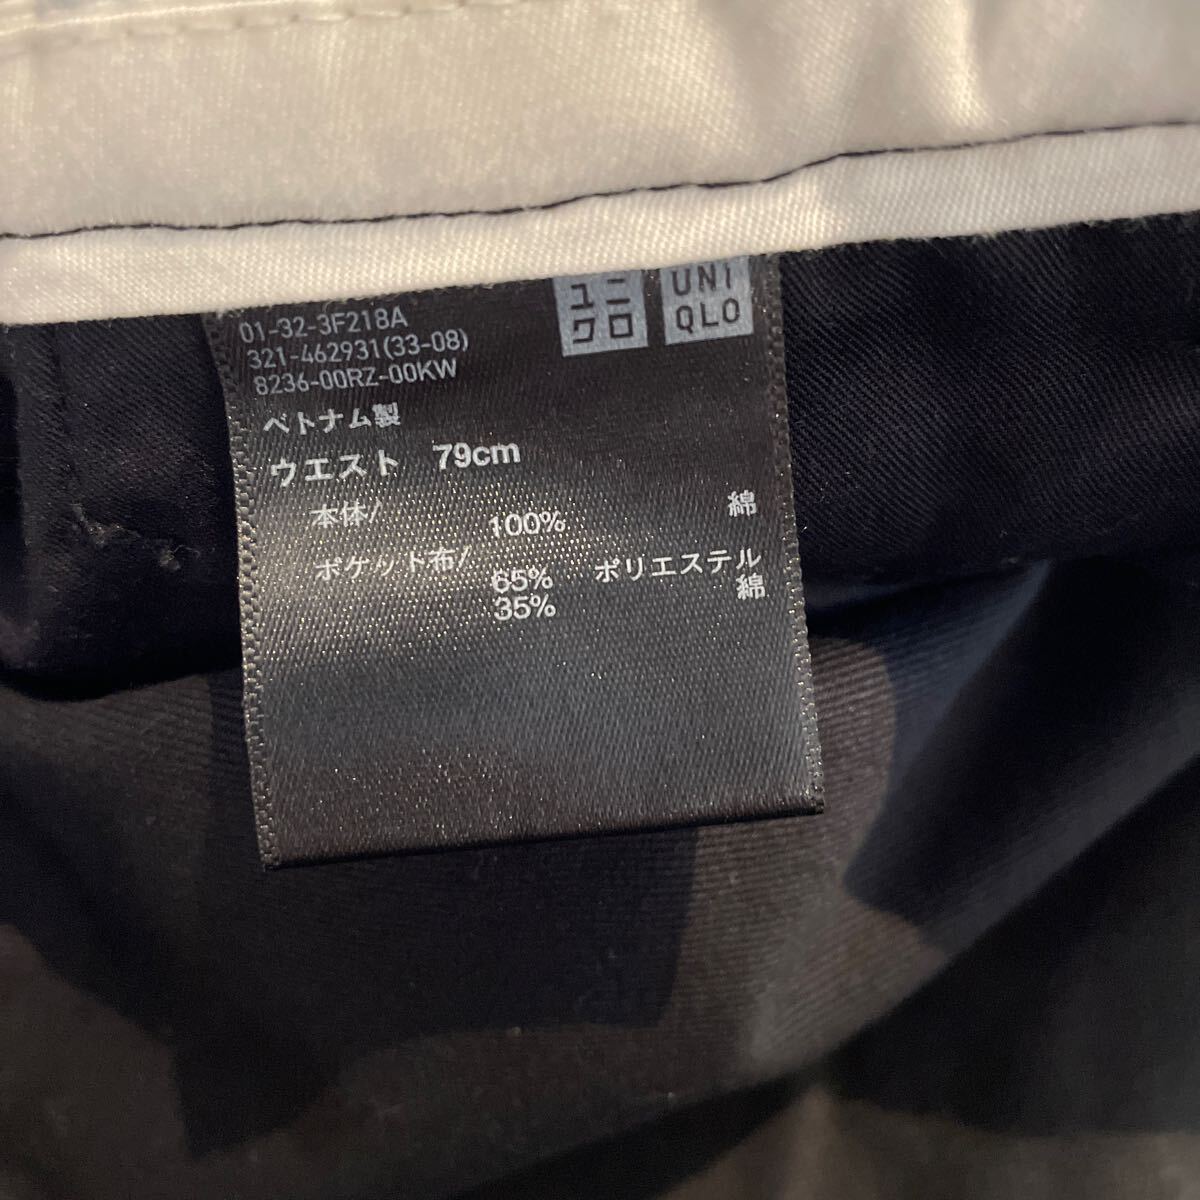 ユニ
クロ
UNI
QLO
01-32-3F218A
321-462931(33-08)
8236-00RZ-00KW
ベトナム製
ウエスト 79cm
本体/
100% 綿
ポケット布/
65% ポリエステル
35% 綿